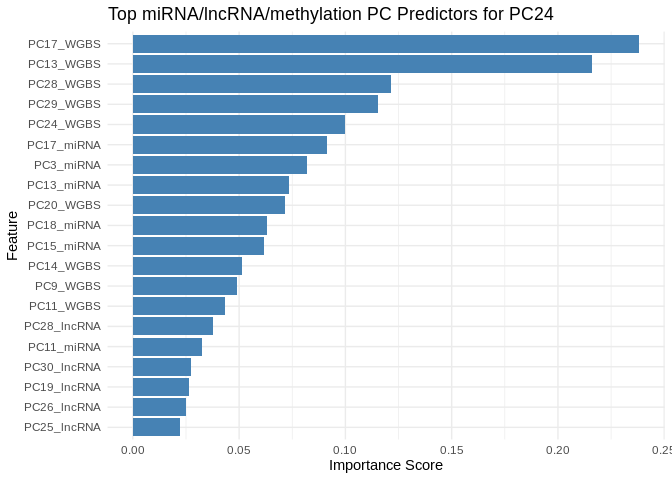 Top miRNA/lncRNA/methylation PC Predictors for PC24
Feature
PC17_WGBS
PC13_WGBS
PC28_WGBS
PC29_WGBS
PC24_WGBS
PC17_miRNA
PC3_miRNA
PC13_miRNA
PC20_WGBS
PC18_miRNA
PC15_miRNA
PC14_WGBS
PC9_WGBS
PC11_WGBS
PC28_lncRNA
PC11_miRNA
PC30_lncRNA
PC19_lncRNA
PC26_lncRNA
PC25_lncRNA
0.00 0.05 0.10 0.15 0.20 0.25
Importance Score